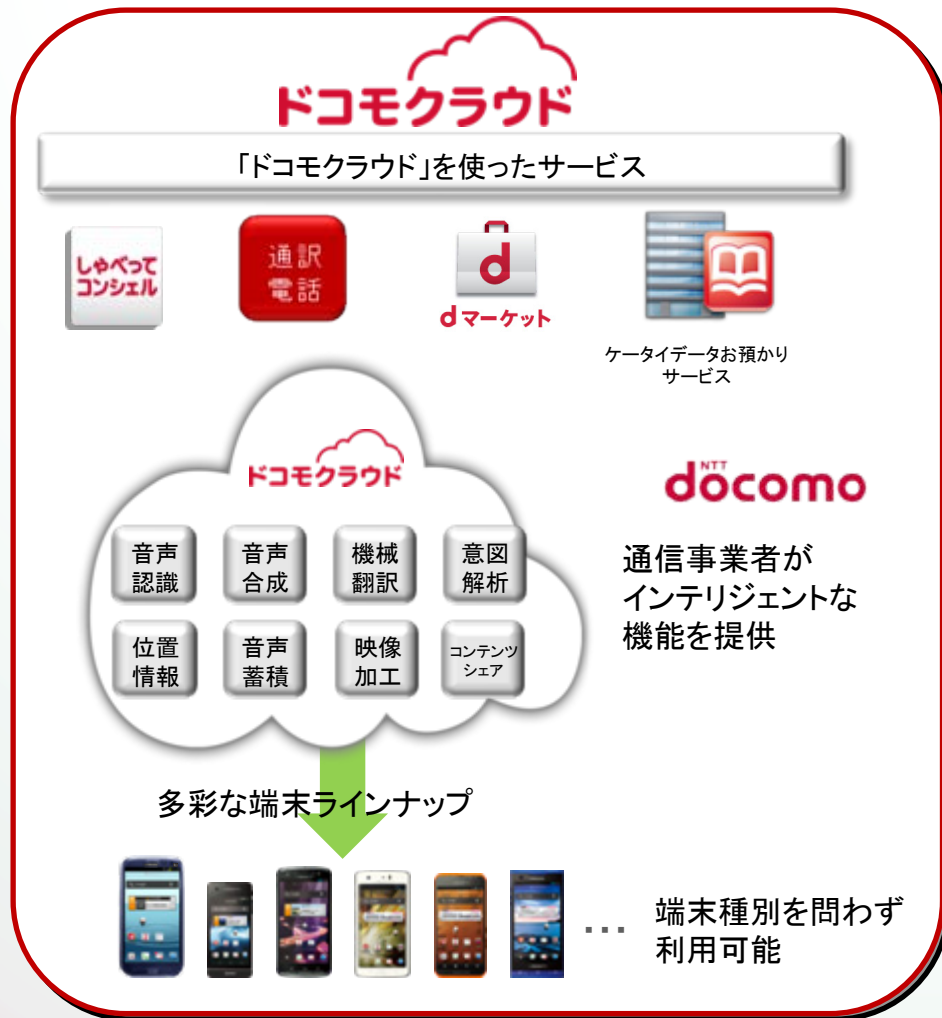 ドコモクラウド
「ドコモクラウド」を使ったサービス
しゃべって
コンシェル
通訳
電話
d
dマーケット
ケータイデータお預かり
サービス
ドコモクラウド
音声
認識
音声
合成
機械
翻訳
意図
解析
位置
情報
音声
蓄積
映像
加工
コンテンツ
シェア
NTT
docomo
通信事業者が
インテリジェントな
機能を提供
多彩な端末ラインナップ
…
端末種別を問わず
利用可能